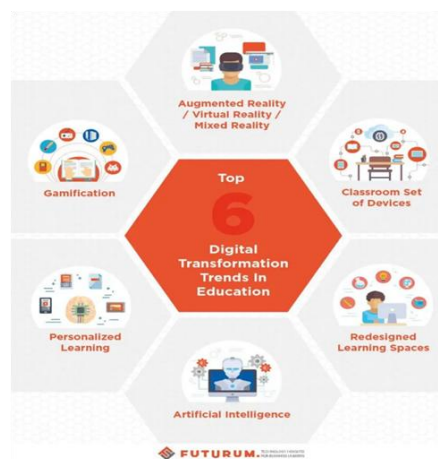 Augmented Reality
/ Virtual Reality /
Mixed Reality
Gamification
Top
6
Digital
Transformation
Trends In
Education
Classroom Set
of Devices
Personalized
Learning
Redesigned
Learning Spaces
Artificial Intelligence
FUTURUM.